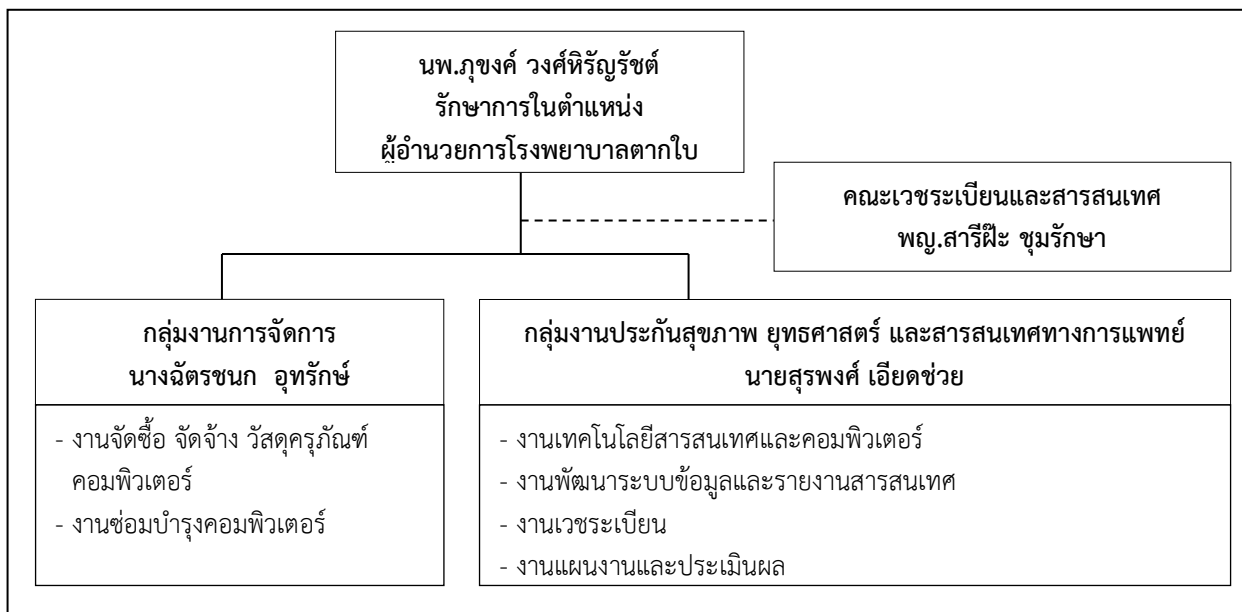 นพ.ภุขงค์ วงศ์หิรัญรัชต์
รักษาการในตำแหน่ง
ผู้อำนวยการโรงพยาบาลตากใบ
คณะเวชระเบียนและสารสนเทศ
พญ.สารีฝ๊ะ ชุมรักษา
กลุ่มงานการจัดการ
นางฉัตรชนก อุทรักษ์
- งานจัดซื้อ จัดจ้าง วัสดุครุภัณฑ์
คอมพิวเตอร์
- งานซ่อมบำรุงคอมพิวเตอร์
กลุ่มงานประกันสุขภาพ ยุทธศาสตร์ และสารสนเทศทางการแพทย์
นายสุรพงศ์ เอียดช่วย
- งานเทคโนโลยีสารสนเทศและคอมพิวเตอร์
- งานพัฒนาระบบข้อมูลและรายงานสารสนเทศ
- งานเวชระเบียน
- งานแผนงานและประเมินผล